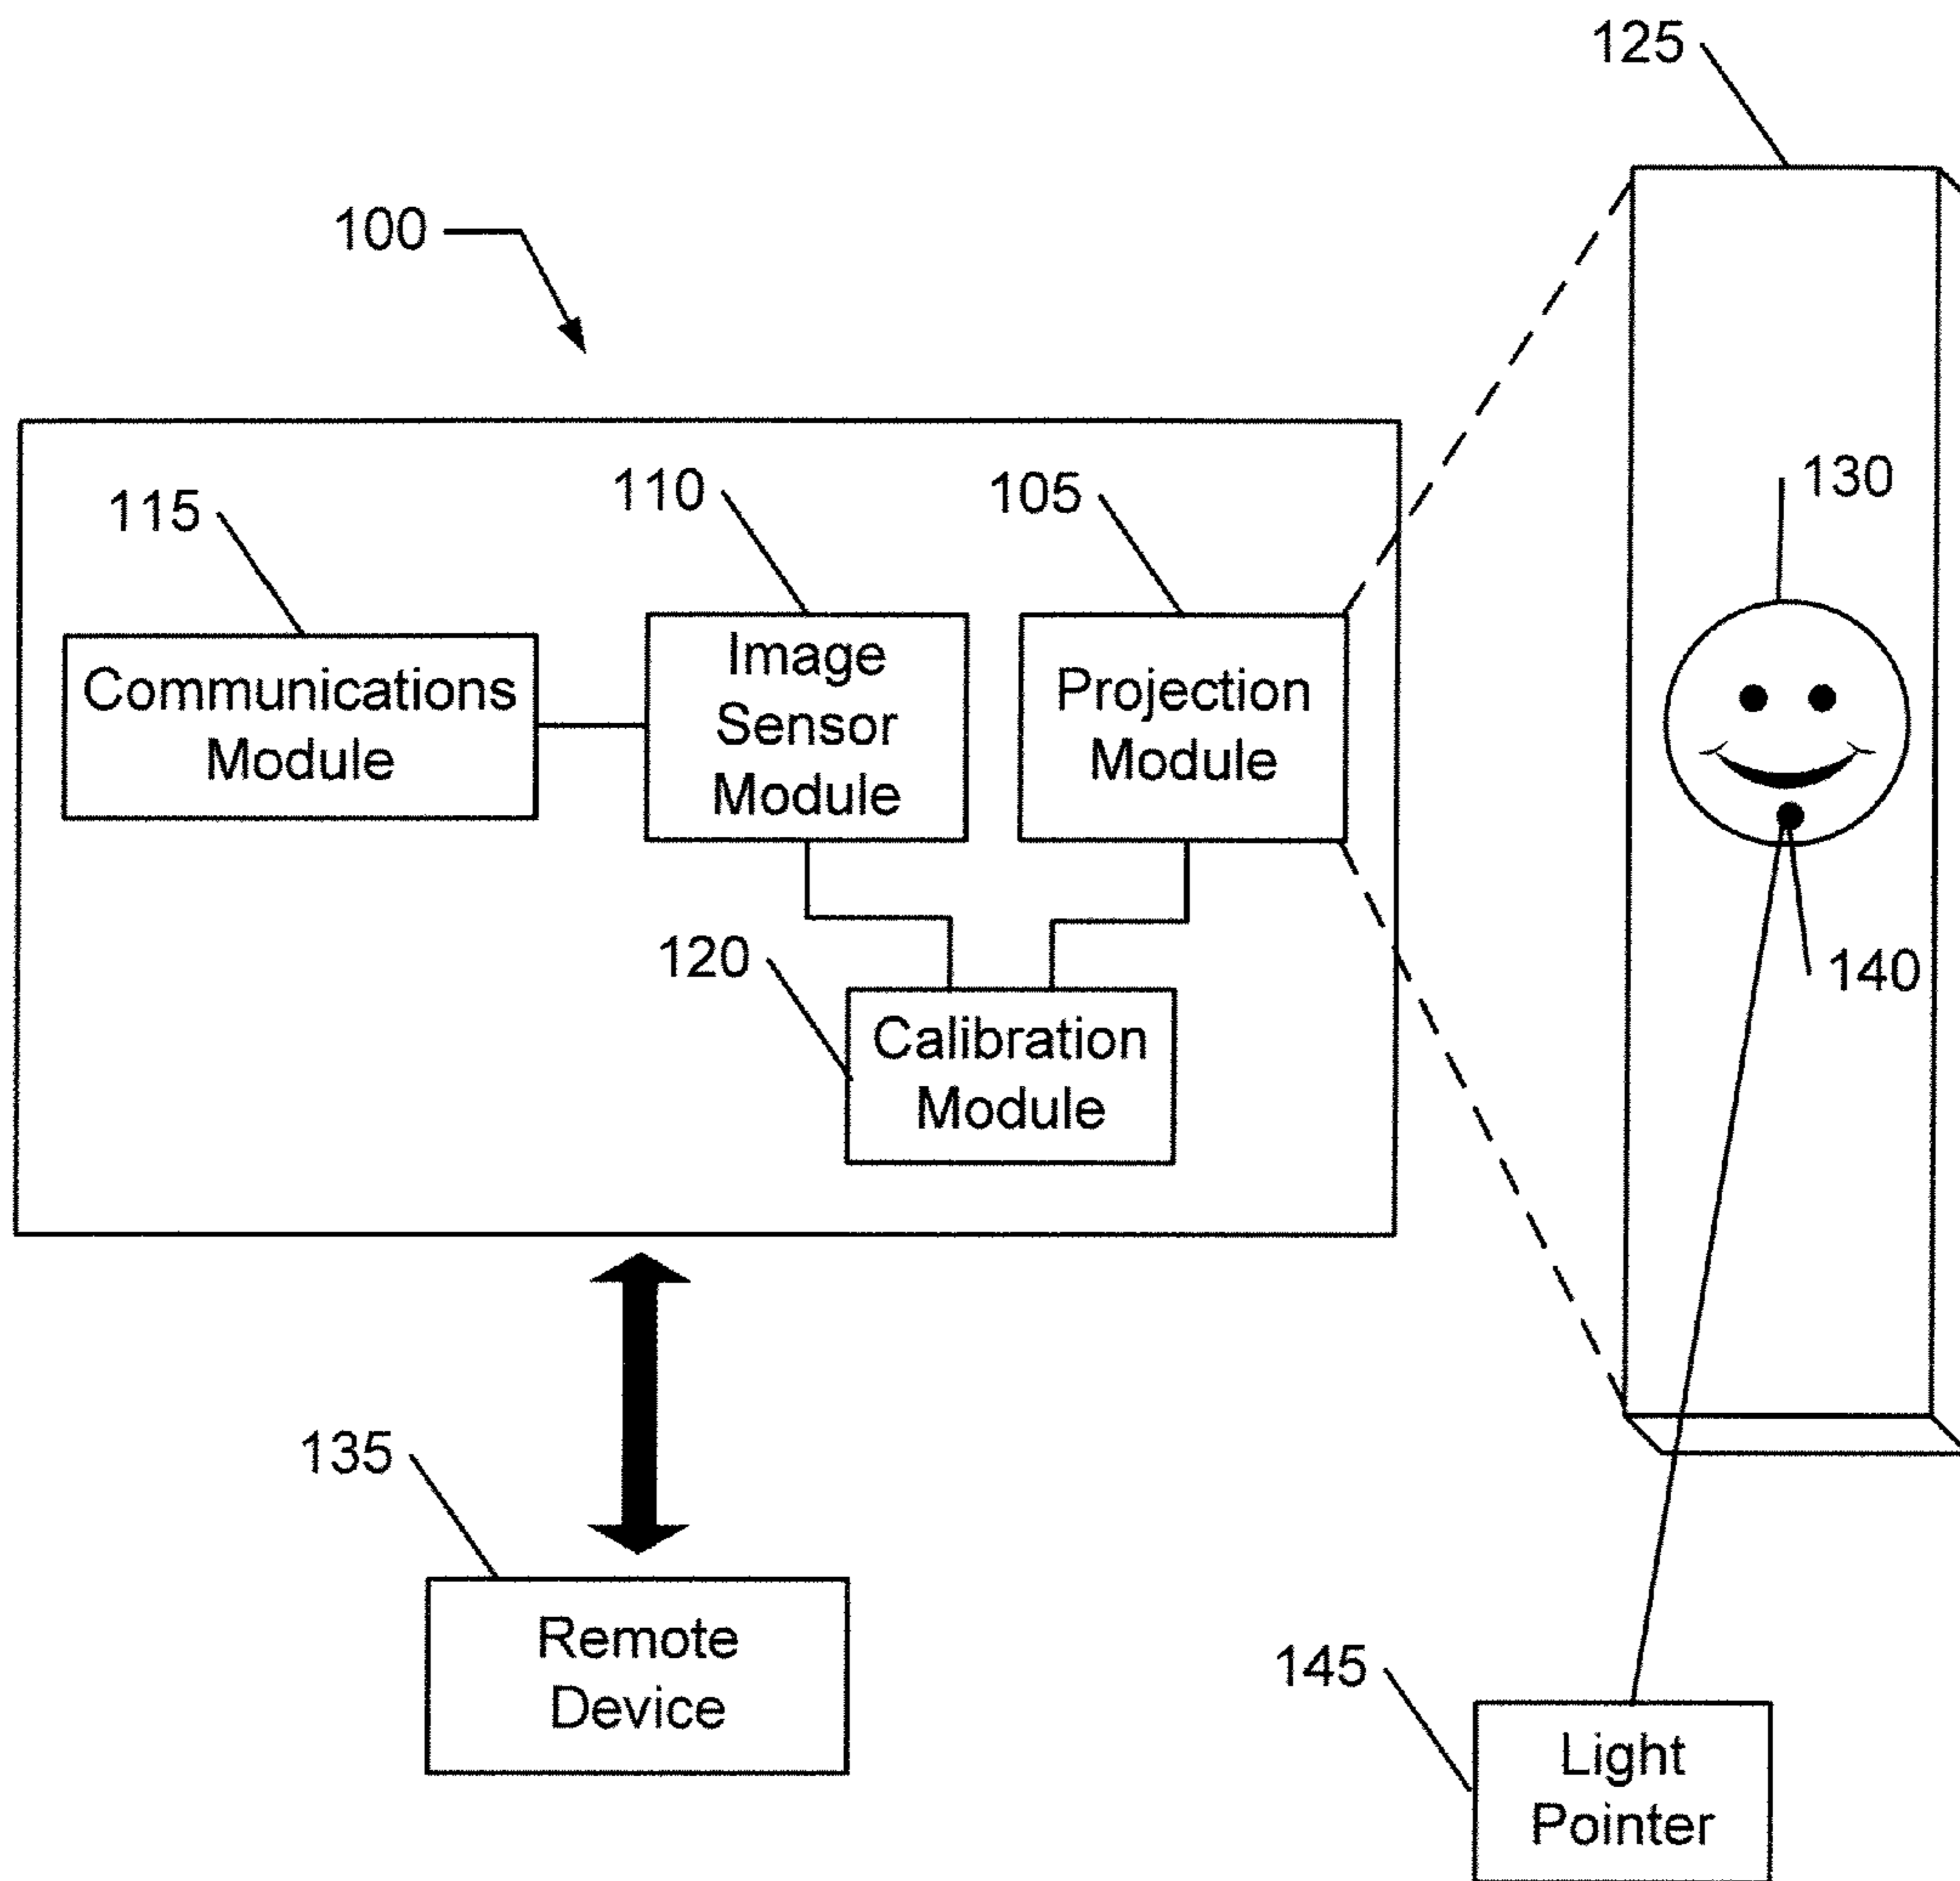 125
100
130
110
105
115
Image
Sensor
Module
Projection
Module
Communications
Module
120
140
Calibration
Module
135
Remote
Device
145
Light
Pointer